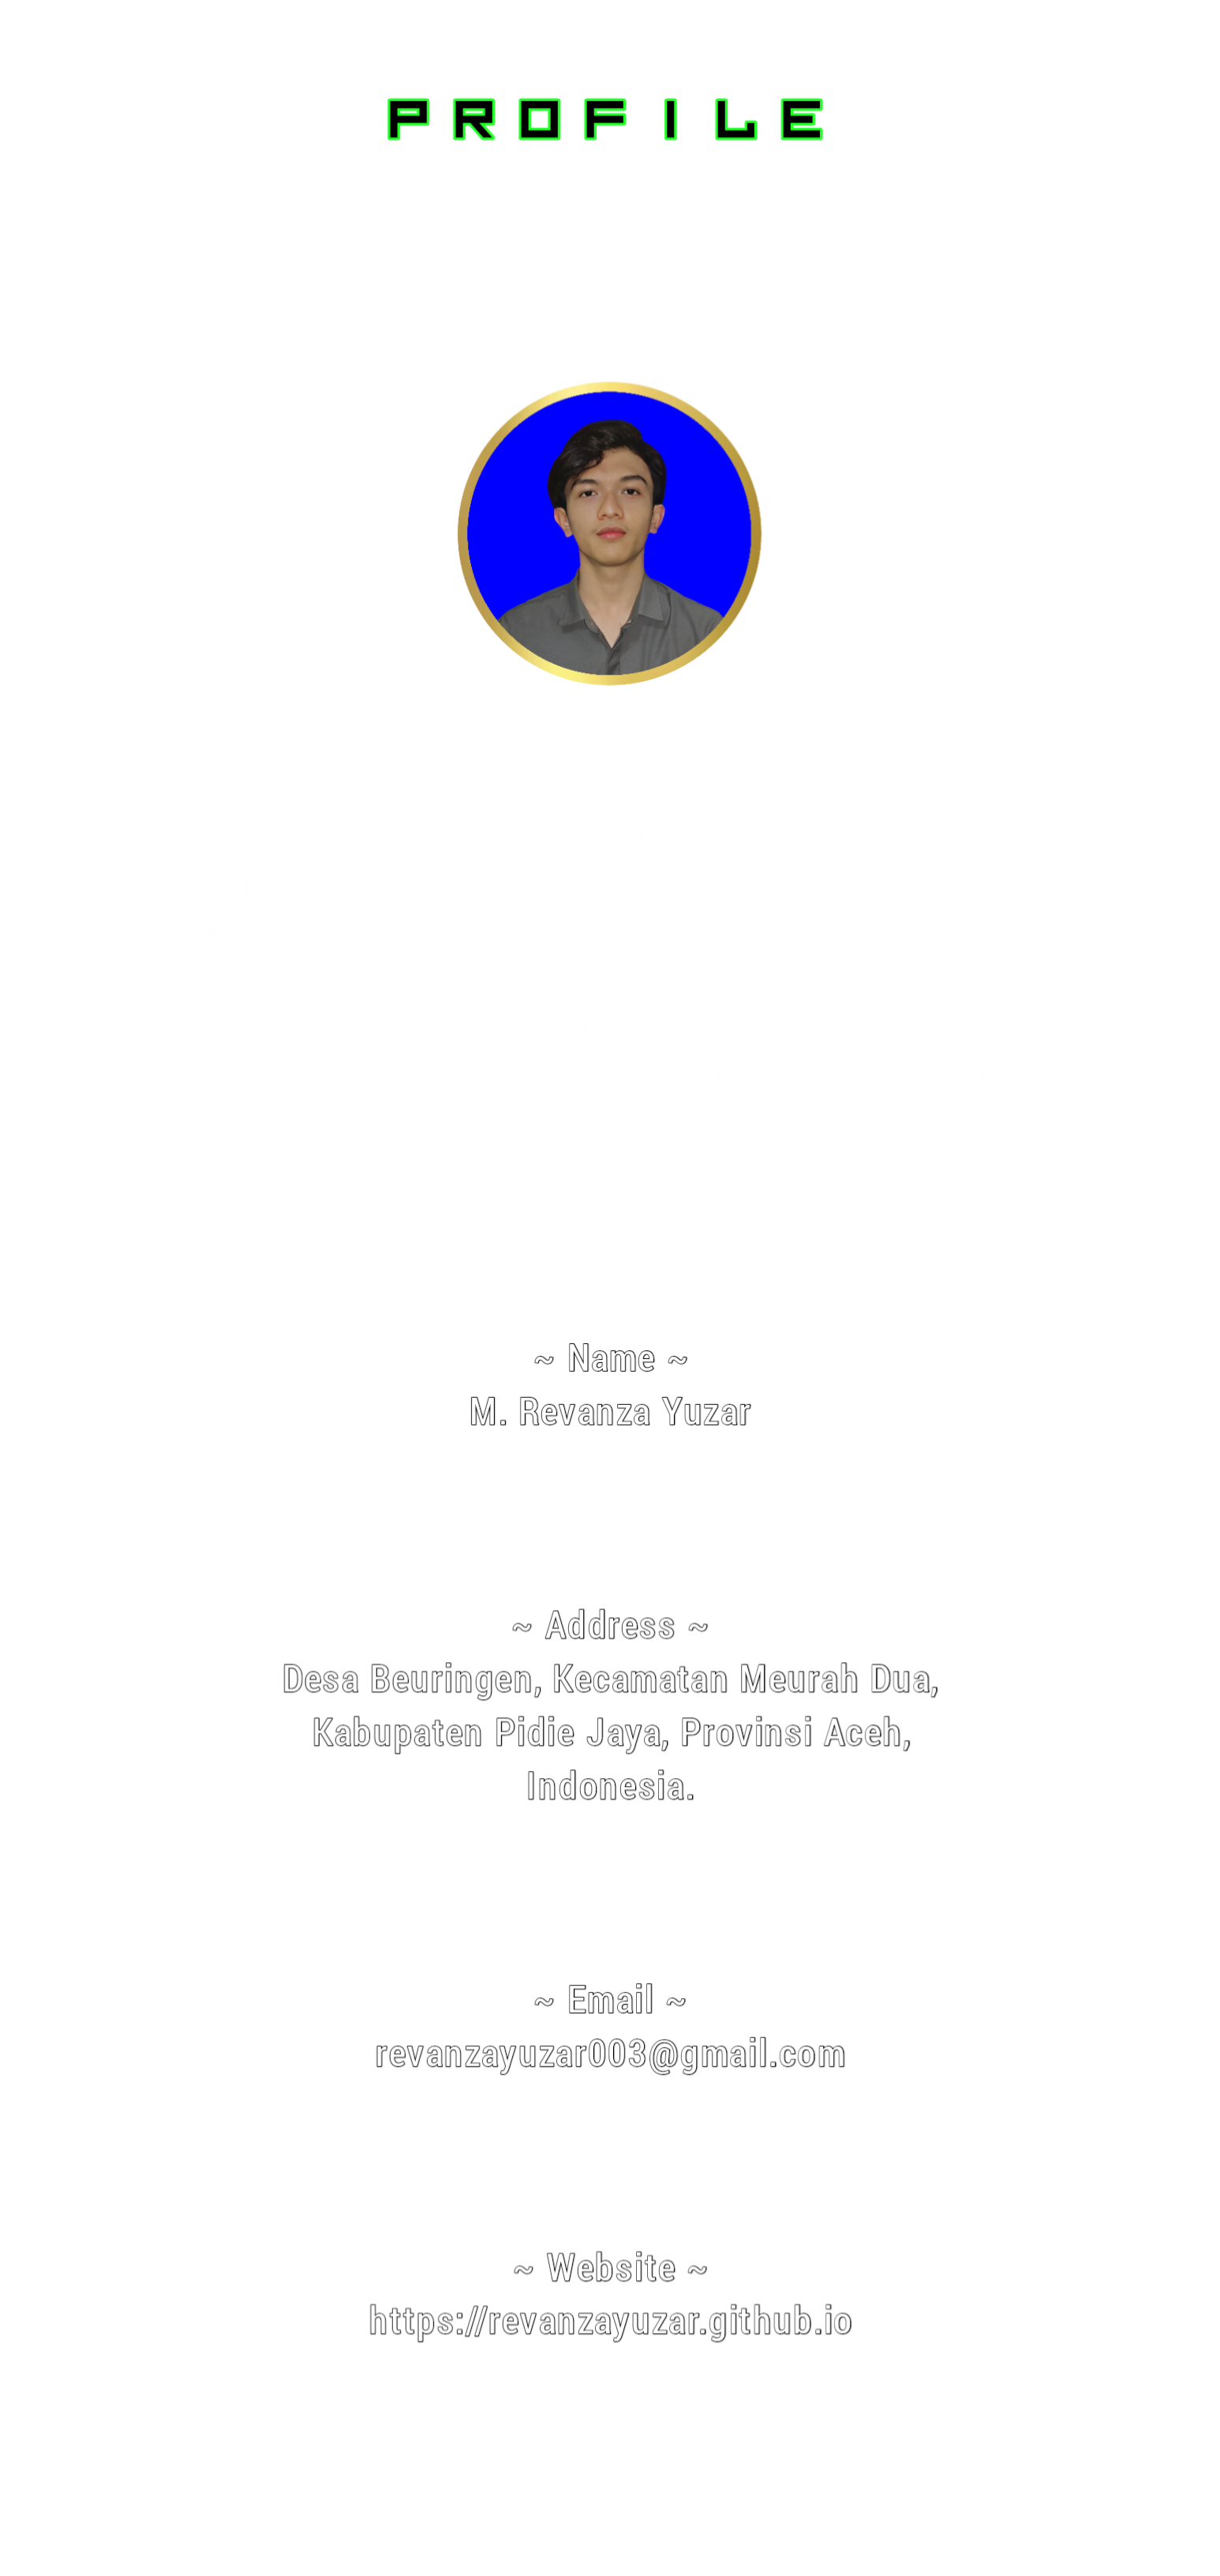 PROFILE
~ Name ~
M. Revanza Yuzar
~ Address ~
Desa Beuringen, Kecamatan Meurah Dua,
Kabupaten Pidie Jaya, Provinsi Aceh,
Indonesia.
~ Email ~
revanzayuzar003@gmail.com
~ Website ~
https://revanzayuzar.github.io